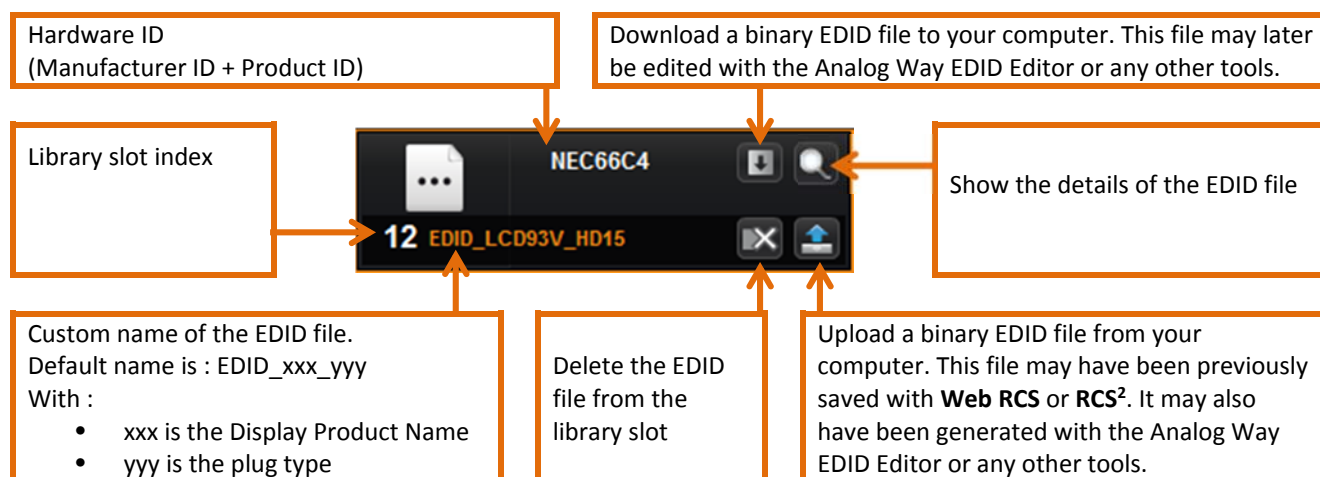 Hardware ID
(Manufacturer ID + Product ID)
Download a binary EDID file to your computer. This file may later
be edited with the Analog Way EDID Editor or any other tools.
Library slot index
NEC66C4
12 EDID_LCD93V_HD15
Show the details of the EDID file
Custom name of the EDID file.
Default name is : EDID_xxx_yyy
With :
• xxx is the Display Product Name
• yyy is the plug type
Delete the EDID
file from the
library slot
Upload a binary EDID file from your
computer. This file may have been previously
saved with Web RCS or RCS². It may also
have been generated with the Analog Way
EDID Editor or any other tools.